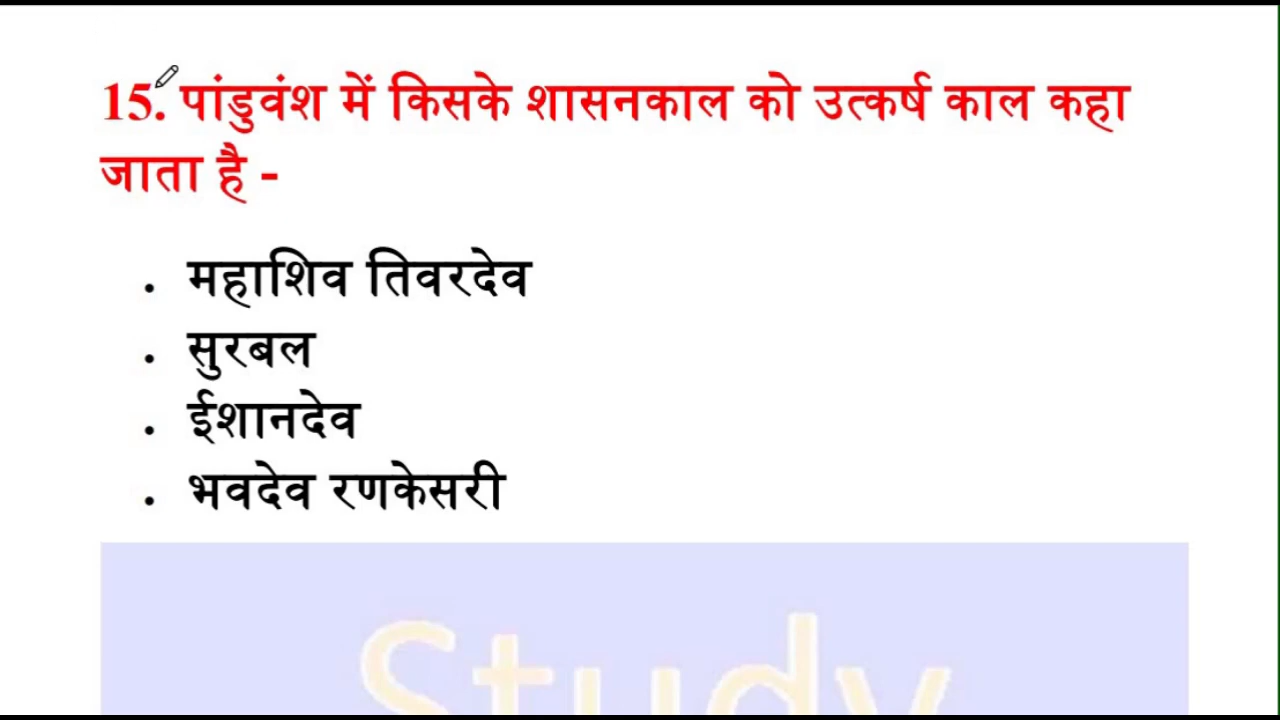 15. पांडुवंश में किसके शासनकाल को उत्कर्ष काल कहा
जाता है -
. महाशिव तिवरदेव
. सुरबल
. ईशानदेव
. भवदेव रणकेसरी
Study